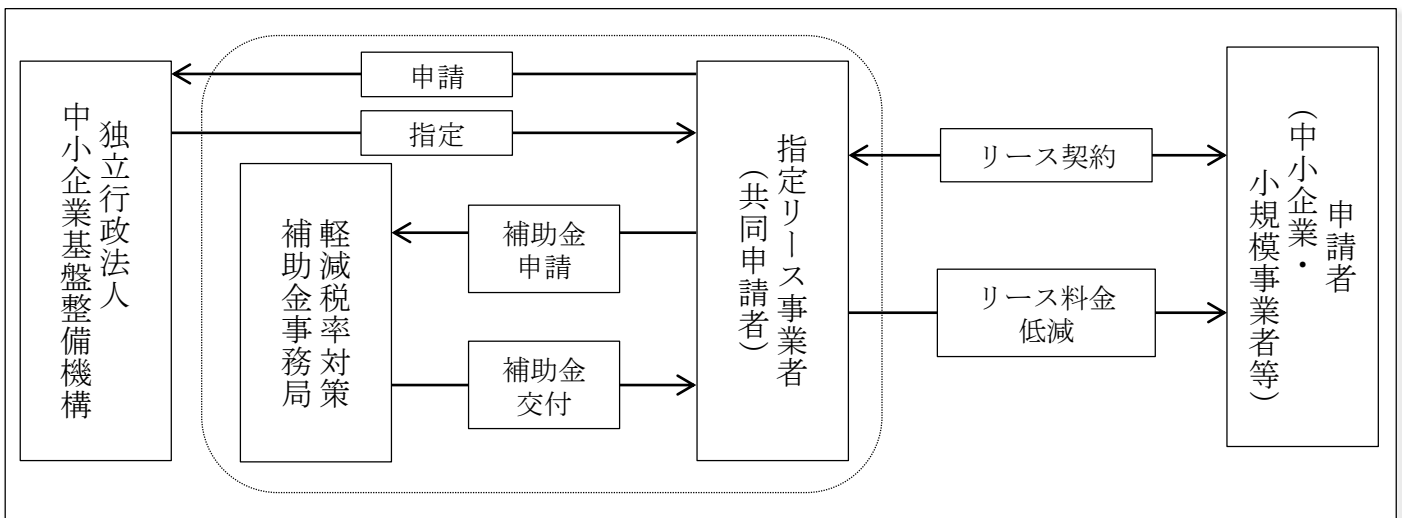 独立行政法人
中小企業基盤整備機構
申請
指定
軽減税率対策
補助金事務局
補助金
申請
補助金
交付
指定リース事業者
(共同申請者)
リース契約
リース料金
低減
申請者
(中小企業・
小規模事業者等)